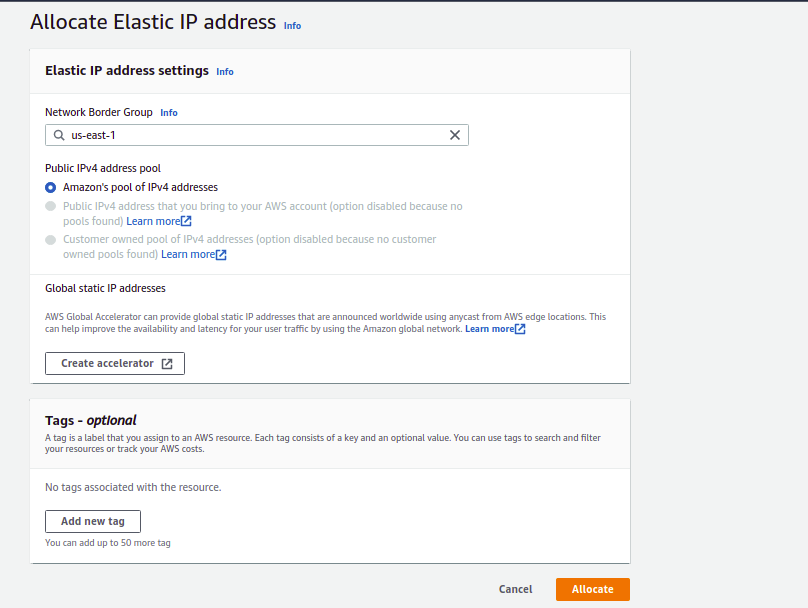 Allocate Elastic IP address Info
Elastic IP address settings Info
Network Border Group Info
us-east-1
Public IPv4 address pool
Amazon's pool of IPv4 addresses
Public IPv4 address that you bring to your AWS account (option disabled because no
pools found) Learn more
Customer owned pool of IPv4 addresses (option disabled because no customer
owned pools found) Learn more
Global static IP addresses
AWS Global Accelerator can provide global static IP addresses that are announced worldwide using anycast from AWS edge locations. This
can help improve the availability and latency for your user traffic by using the Amazon global network. Learn more
Create accelerator
Tags - optional
A tag is a label that you assign to an AWS resource. Each tag consists of a key and an optional value. You can use tags to search and filter
your resources or track your AWS costs.
No tags associated with the resource.
Add new tag
You can add up to 50 more tag
Cancel Allocate